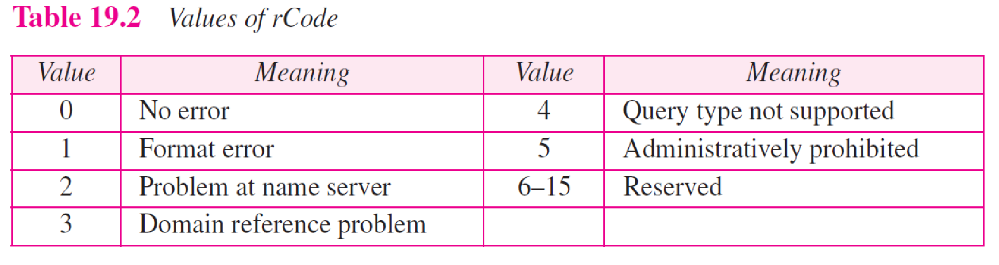 Table 19.2 Values of rCode
Value Meaning Value Meaning
0 No error 4 Query type not supported
1 Format error 5 Administratively prohibited
2 Problem at name server 6–15 Reserved
3 Domain reference problem